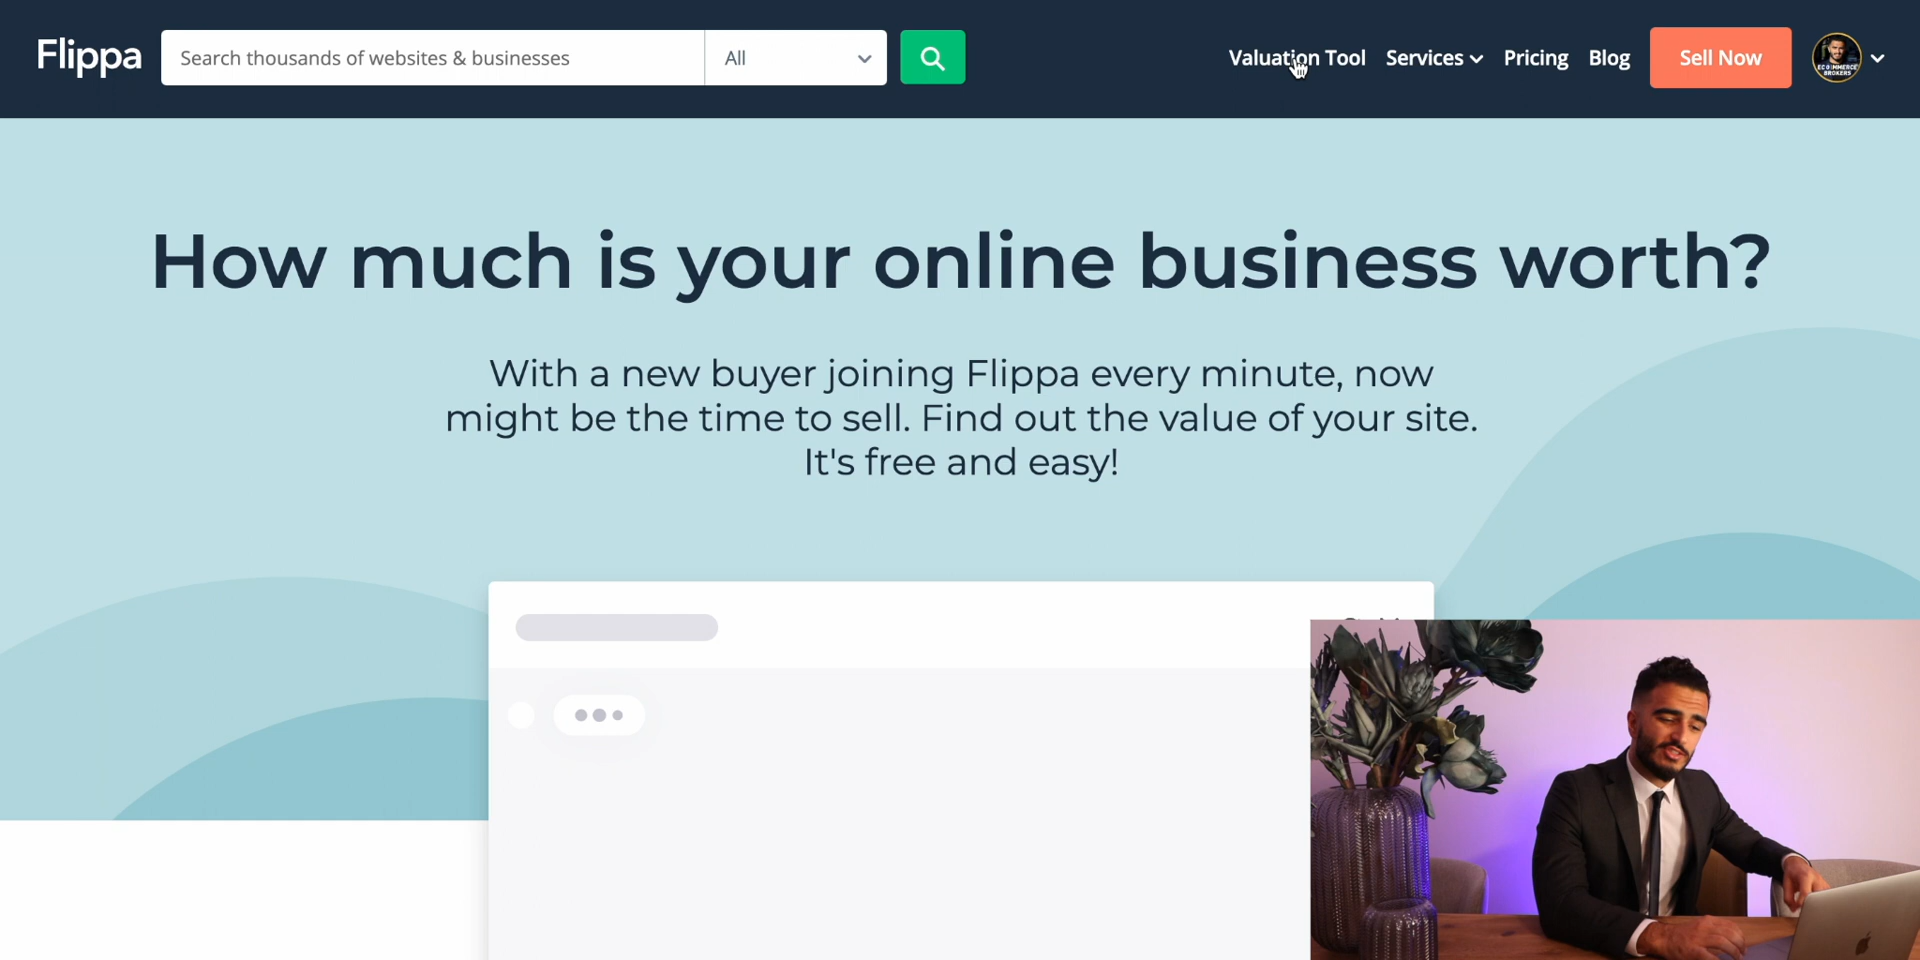 Flippa
Search thousands of websites & businesses
All
Valuation Tool
Services
Pricing
Blog
Sell Now
ECOMMERCE
BROKERS
How much is your online business worth?
With a new buyer joining Flippa every minute, now
might be the time to sell. Find out the value of your site.
It's free and easy!